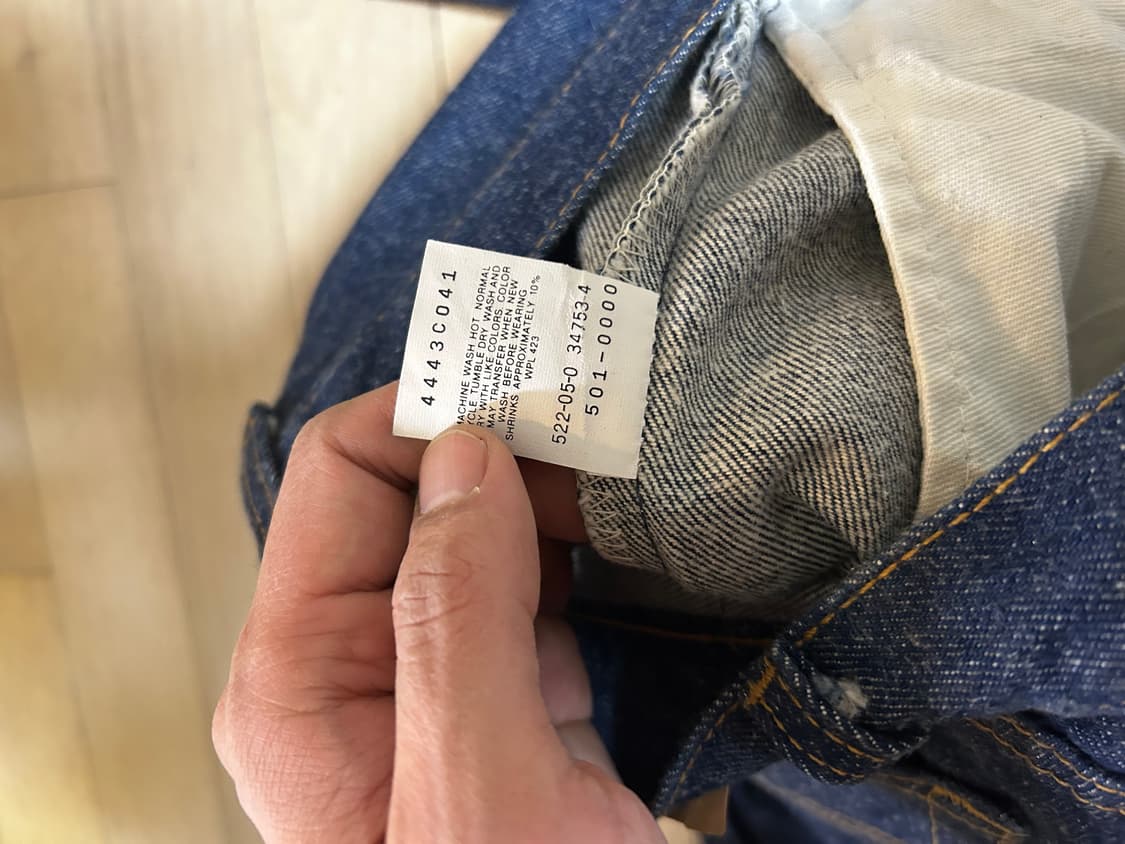 4443C041
MACHINE WASH HOT NORMAL
CYCLE TUMBLE DRY WASH AND
DRY WITH LIKE COLORS. COLOR
MAY TRANSFER WHEN NEW
WASH BEFORE WEARING
SHRINKS APPROXIMATELY 10%
WPL 423
522-05-0 34753-4
501-0000